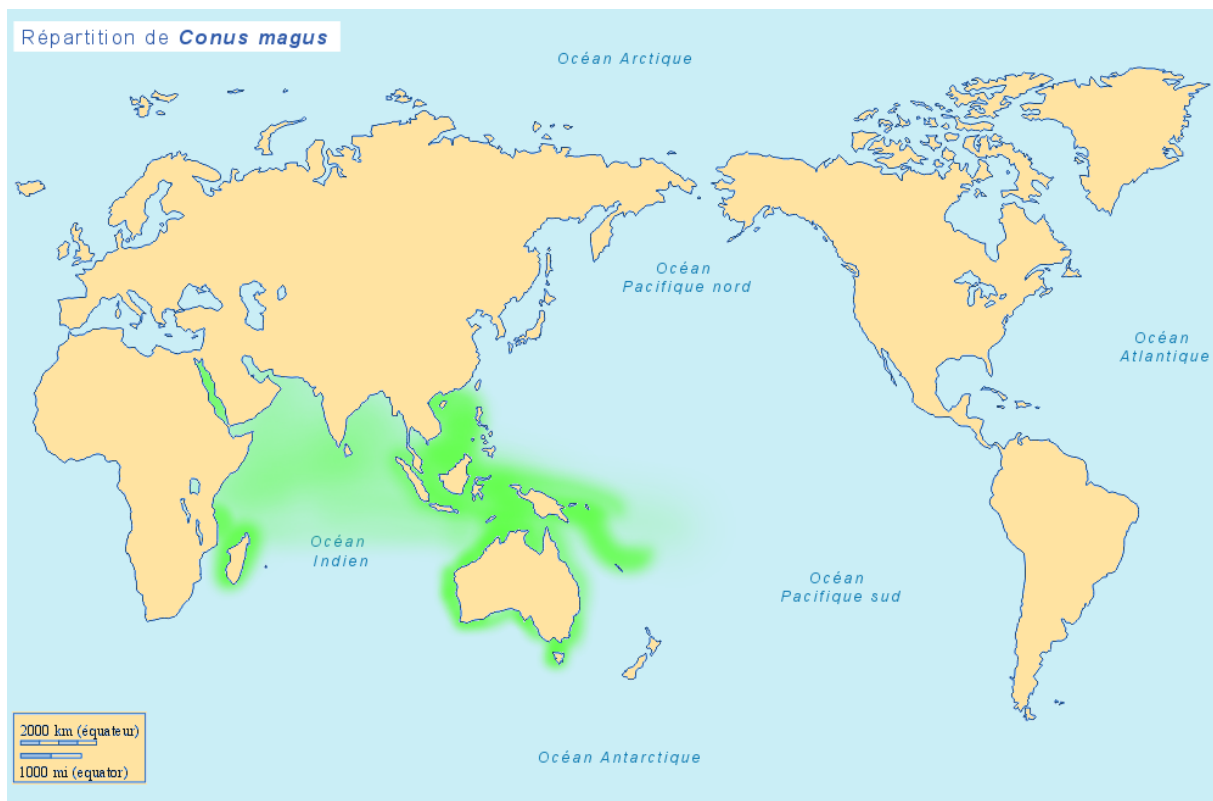 Répartition de Conus magus
Océan Arctique
Océan
Pacifique nord
Océan
Atlantique
Océan
Indien
Océan
Pacifique sud
Océan Antarctique
2000 km (équateur)
1000 mi (equator)